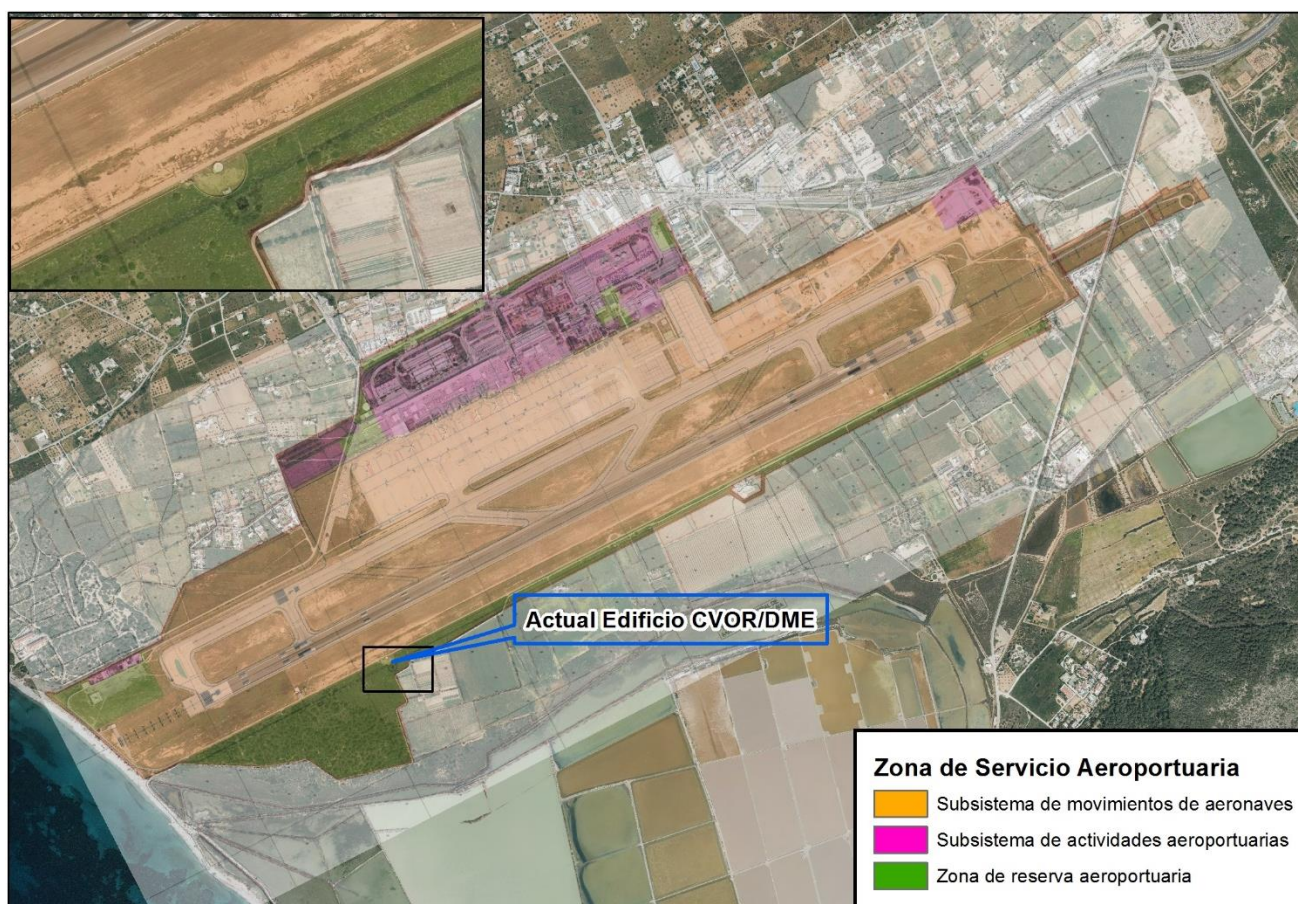 Actual Edificio CVOR/DME
Zona de Servicio Aeroportuaria
Subsistema de movimientos de aeronaves
Subsistema de actividades aeroportuarias
Zona de reserva aeroportuaria